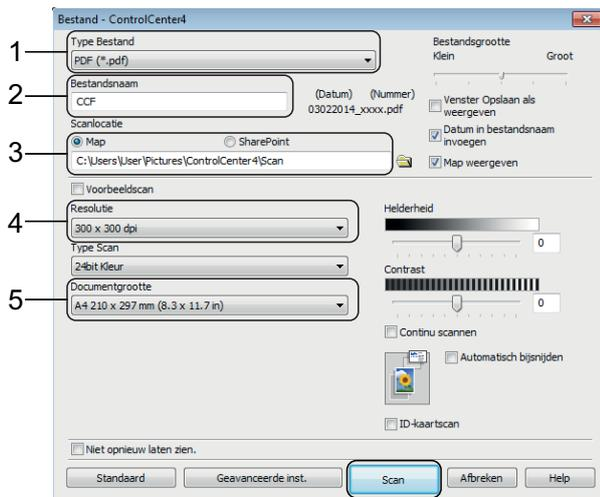 Bestand - ControlCenter4
1
Type Bestand
PDF (*.pdf)
Bestandsgrootte
Klein Groot
2
Bestandsnaam
CCF
(Datum) (Nummer)
03022014_xxxx.pdf
Venster Opslaan als
weergeven
Datum in bestandsnaam
invoegen
Map weergeven
3
Scanlocatie
Map SharePoint
C:\Users\User\Pictures\ControlCenter4\Scan
Voorbeeldscan
4
Resolutie
300 x 300 dpi
Type Scan
24bit Kleur
5
Documentgrootte
A4 210 x 297 mm (8.3 x 11.7 in)
Helderheid
0
Contrast
0
Continu scannen
Automatisch bijsnijden
ID-kaartscan
Niet opnieuw laten zien.
Standaard Geavanceerde inst. Scan Afbreken Help